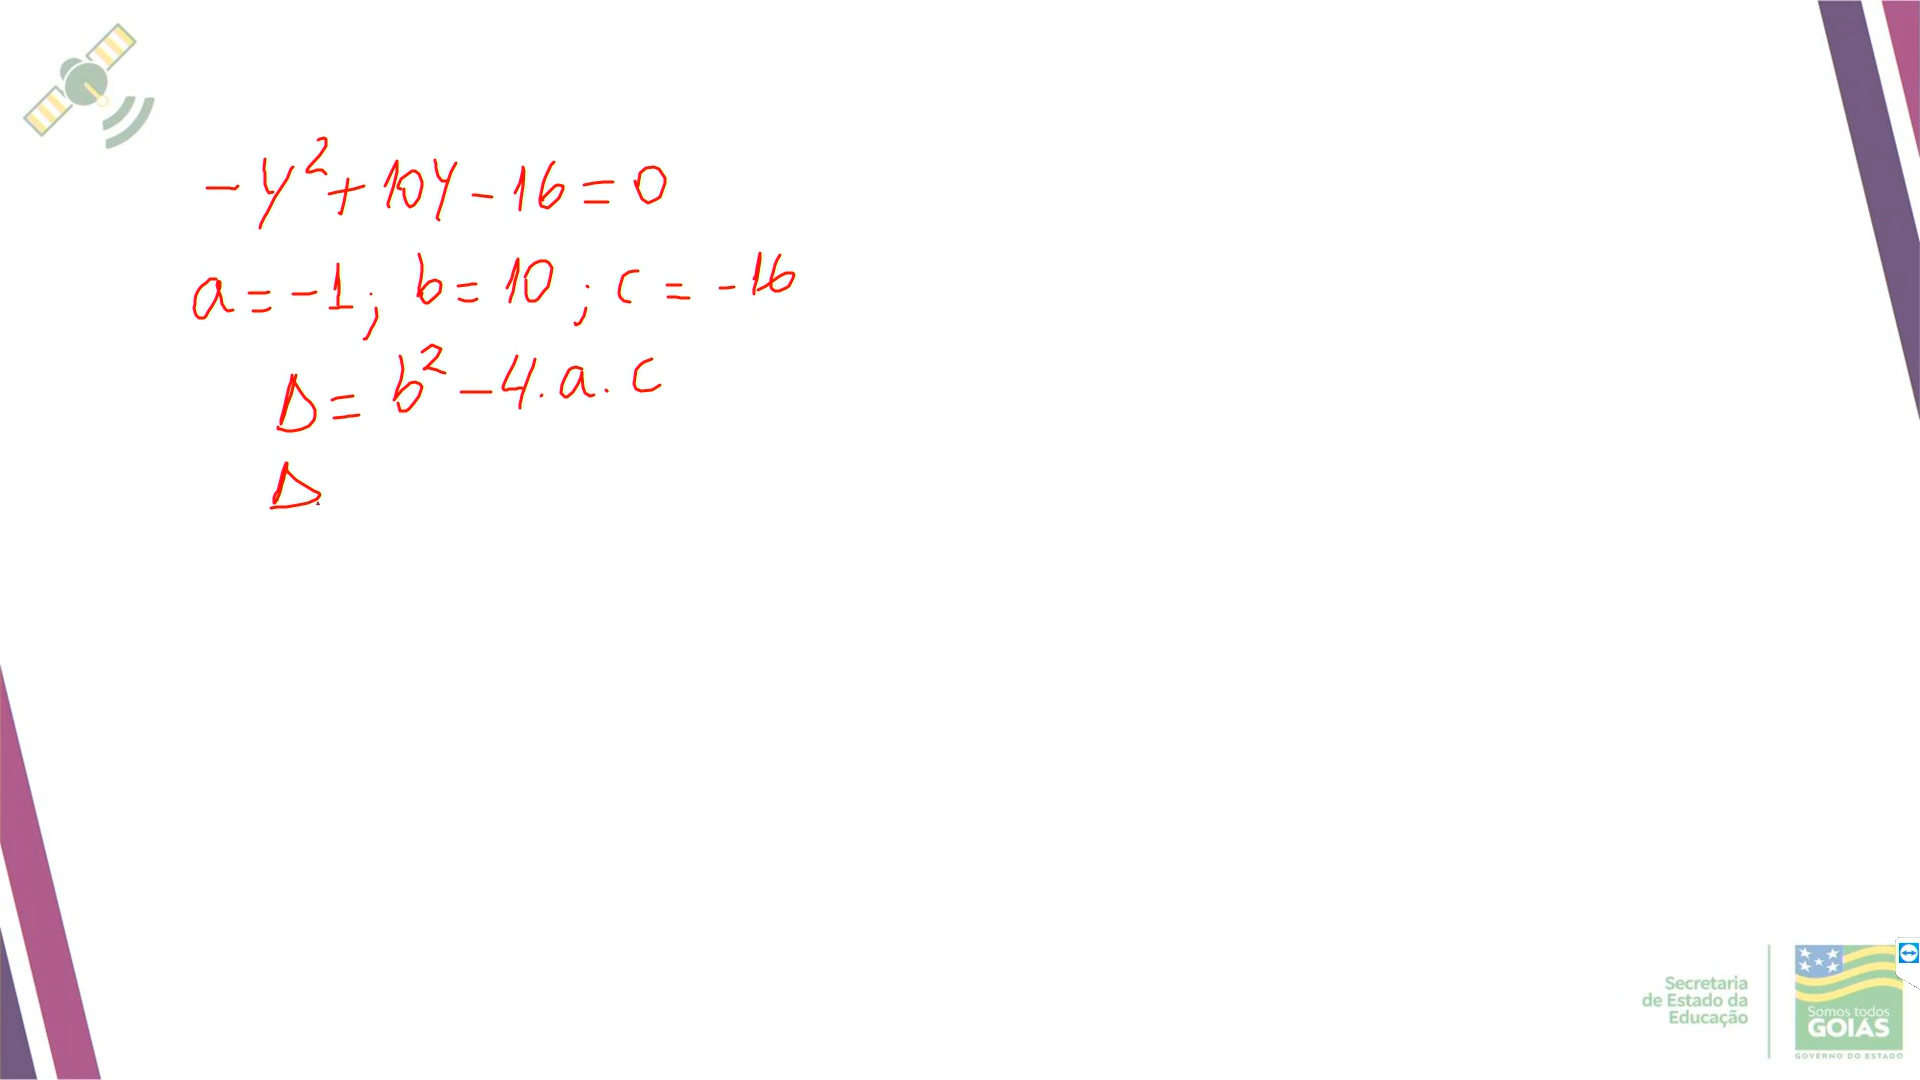 -y²+10y-16=0
a=-1; b=10; c=-16
Δ=b²-4.a.c
Δ
Secretaria
de Estado da
Educação
Somos todos
GOIÁS
GOVERNO DO ESTADO